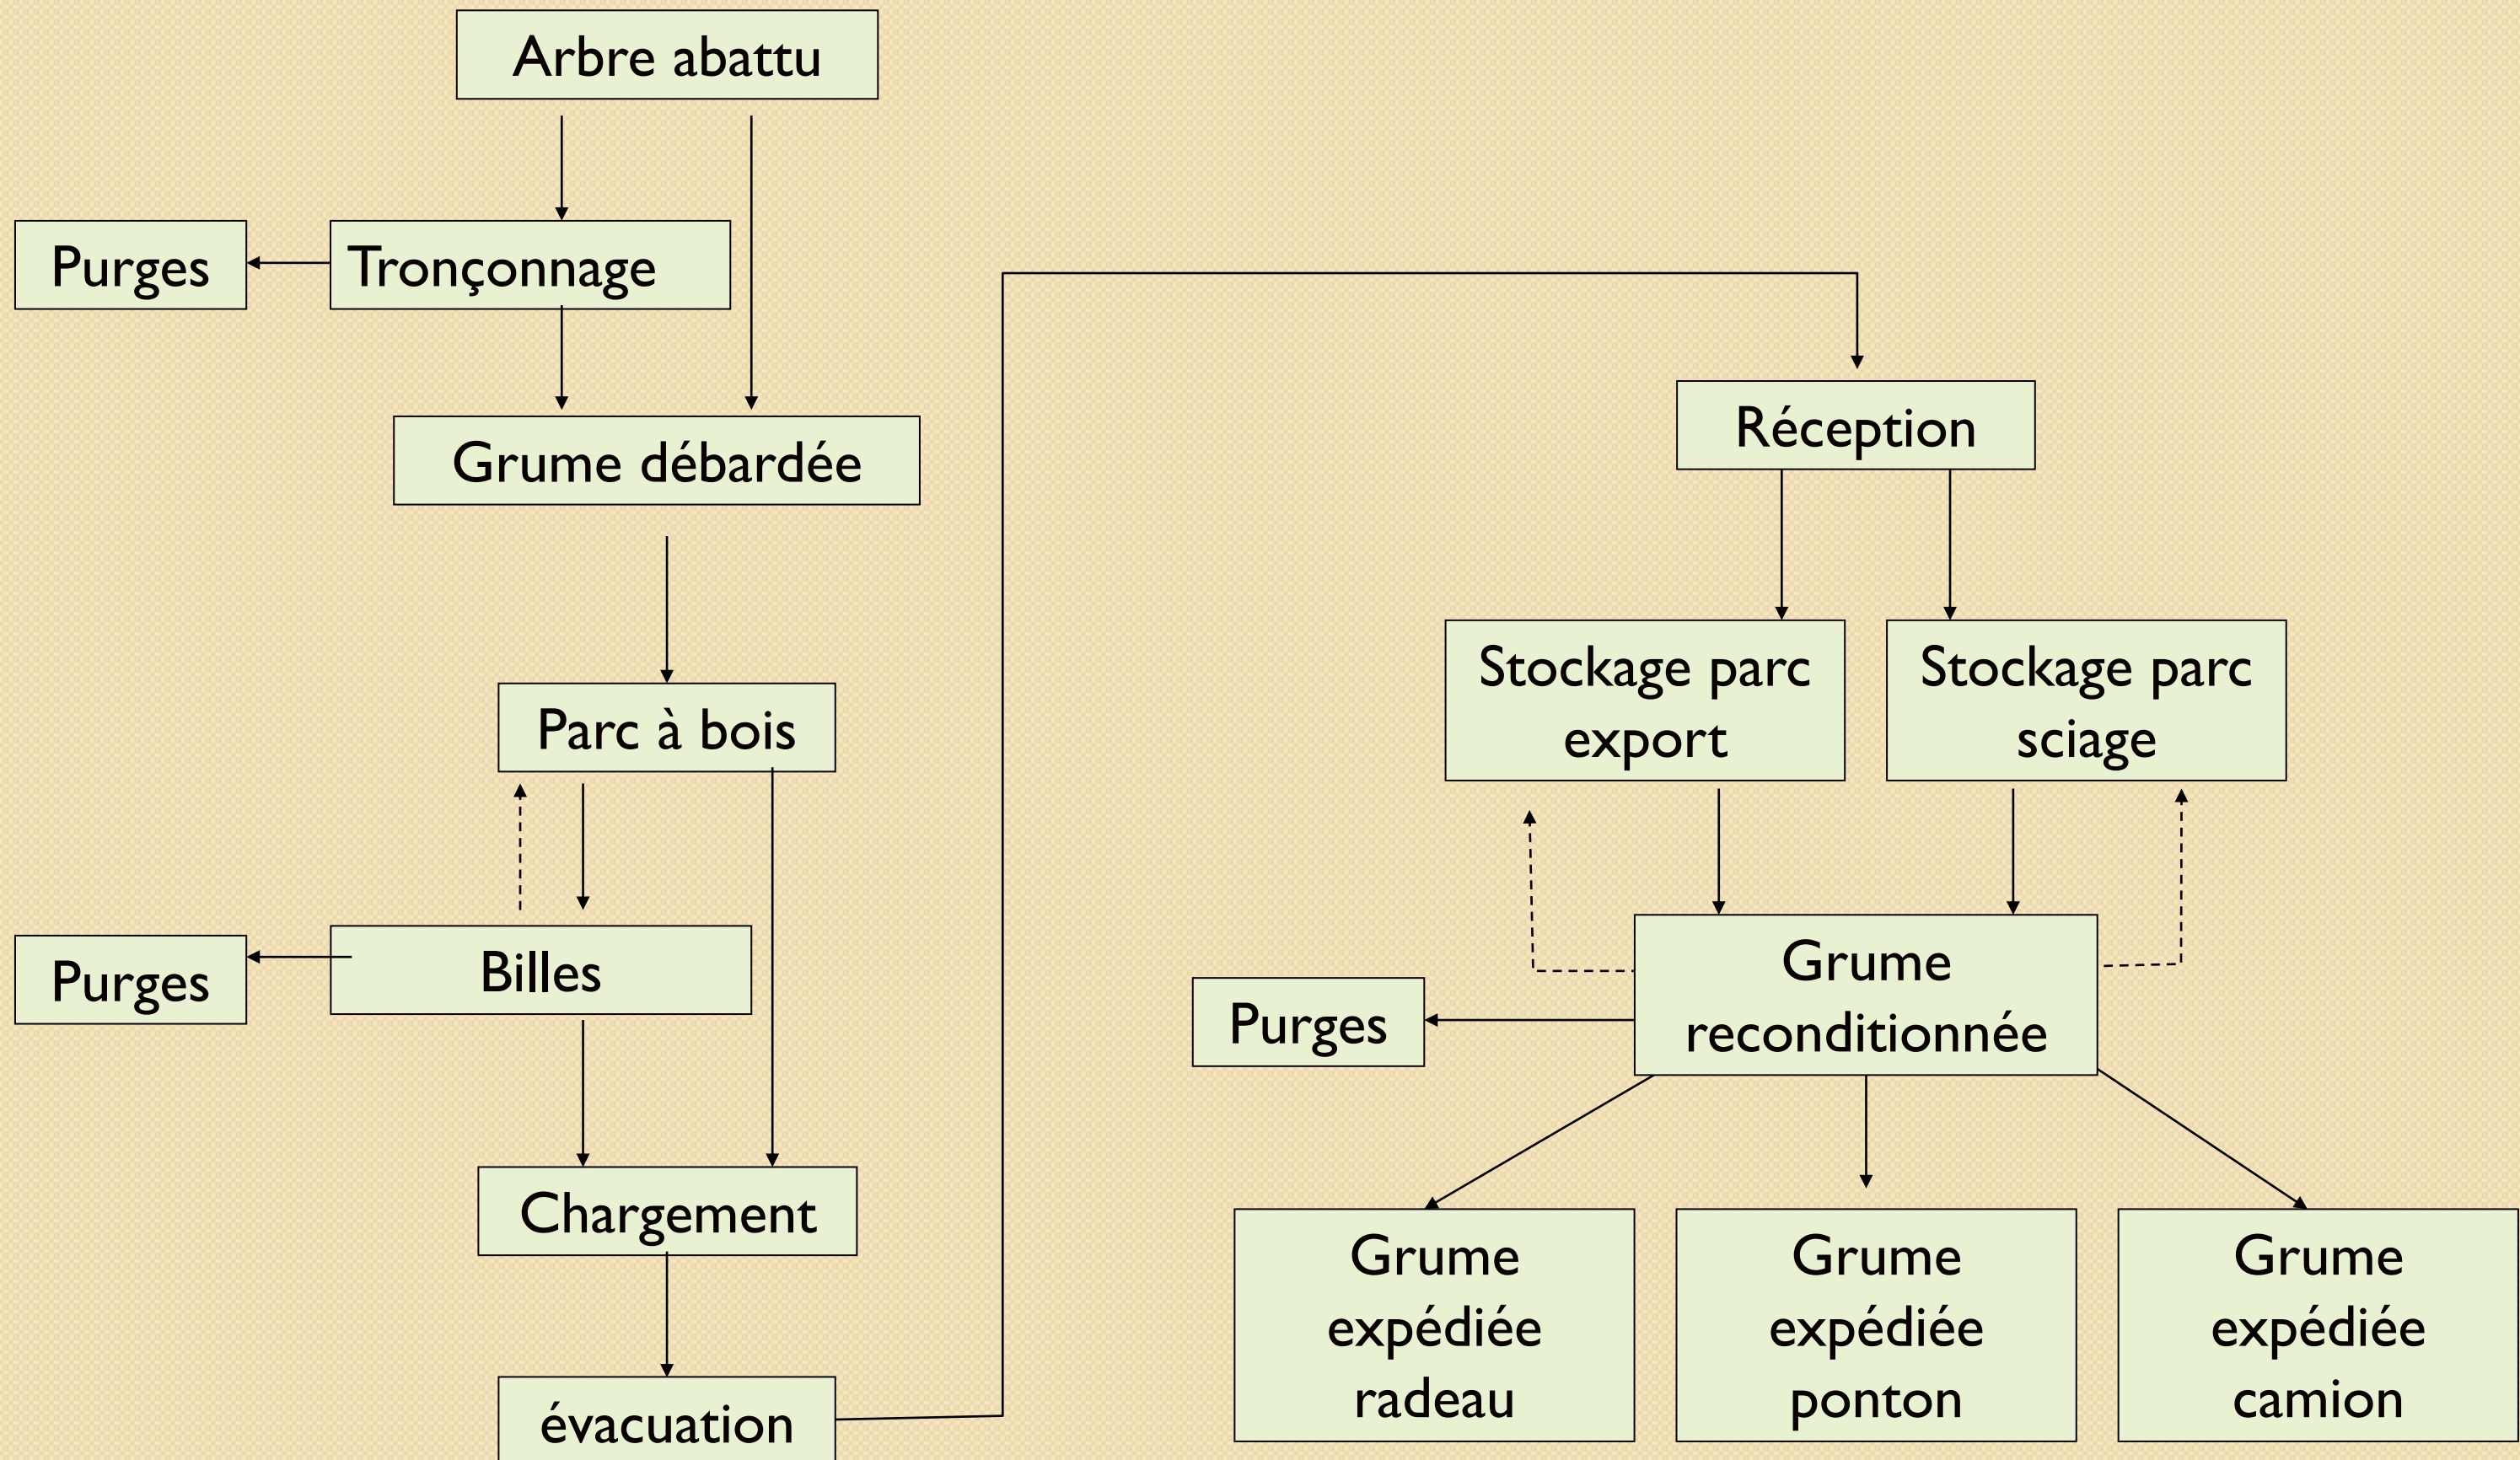 Arbre abattu
Purges
Tronçonnage
Grume débardée
Parc à bois
Purges
Billes
Chargement
évacuation
Réception
Stockage parc
export
Stockage parc
sciage
Purges
Grume
reconditionnée
Grume
expédiée
radeau
Grume
expédiée
ponton
Grume
expédiée
camion